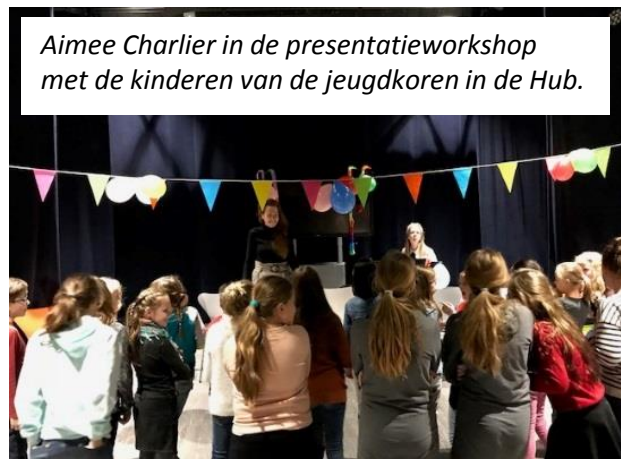 Aimee Charlier in de presentatieworkshop
met de kinderen van de jeugdkoren in de Hub.